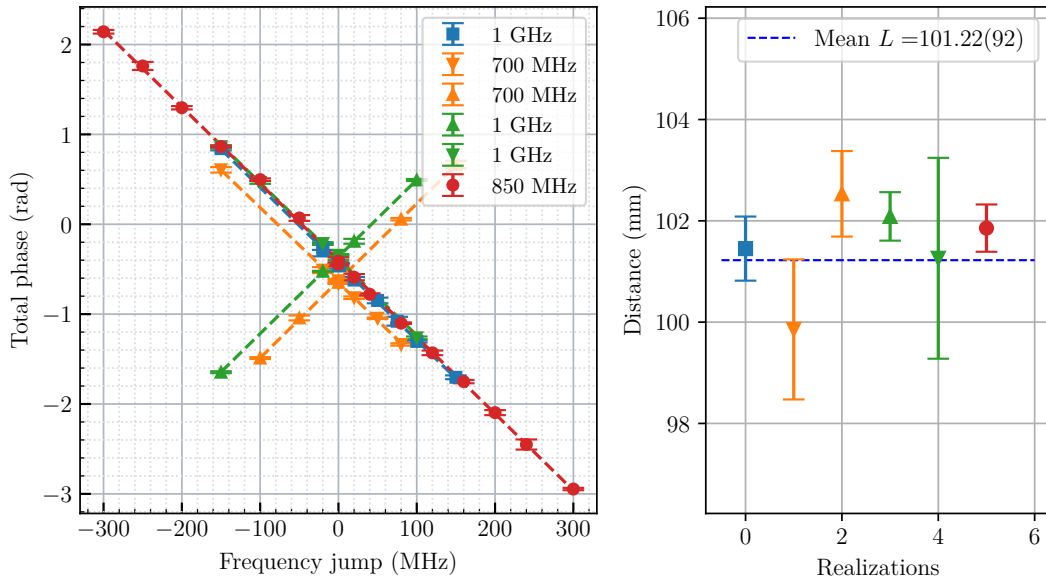 2
1
0
−1
−2
−3
−300
−200
−100
0
100
200
300
Total phase (rad)
Frequency jump (MHz)
1 GHz
700 MHz
700 MHz
1 GHz
1 GHz
850 MHz
106
104
102
100
98
0
2
4
6
Distance (mm)
Realizations
Mean L =101.22(92)